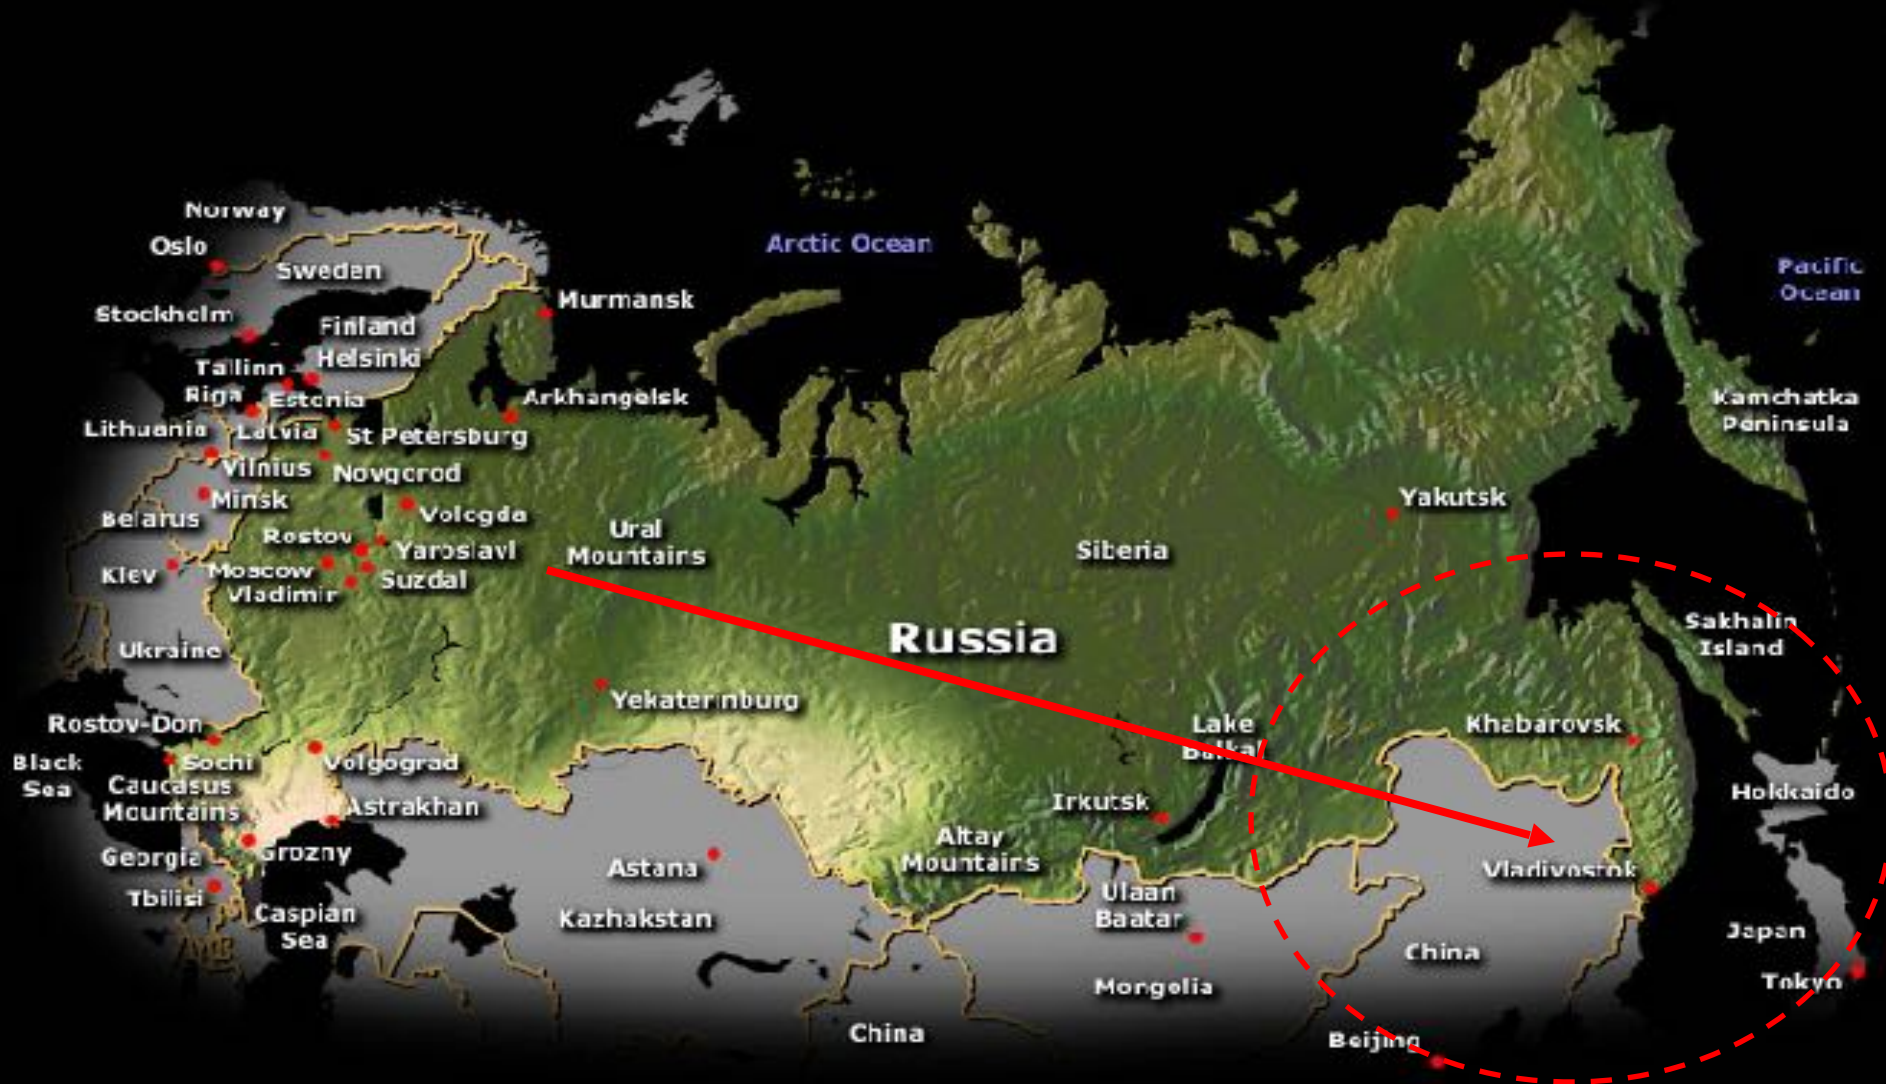 Norway
Oslo
Sweden
Stockholm
Finland
Helsinki
Tallinn
Riga
Estonia
Lithuania
Latvia
St Petersburg
Vilnius
Novgorod
Minsk
Belarus
Vologda
Rostov
Yaroslavl
Kiev
Moscow
Suzdal
Vladimir
Ukraine
Murmansk
Arkhangelsk
Arctic Ocean
Pacific
Ocean
Kamchatka
Peninsula
Yakutsk
Ural
Mountains
Siberia
Russia
Sakhalin
Island
Yekaterinburg
Rostov-Don
Black
Sea
Sochi
Volgograd
Caucasus
Mountains
Astrakhan
Georgia
Grozny
Tbilisi
Caspian
Sea
Astana
Kazhakstan
Lake
Baikal
Irkutsk
Altay
Mountains
Ulaan
Baatar
Mongolia
China
Khabarovsk
Vladivostok
China
Beijing
Hokkaido
Japan
Tokyo